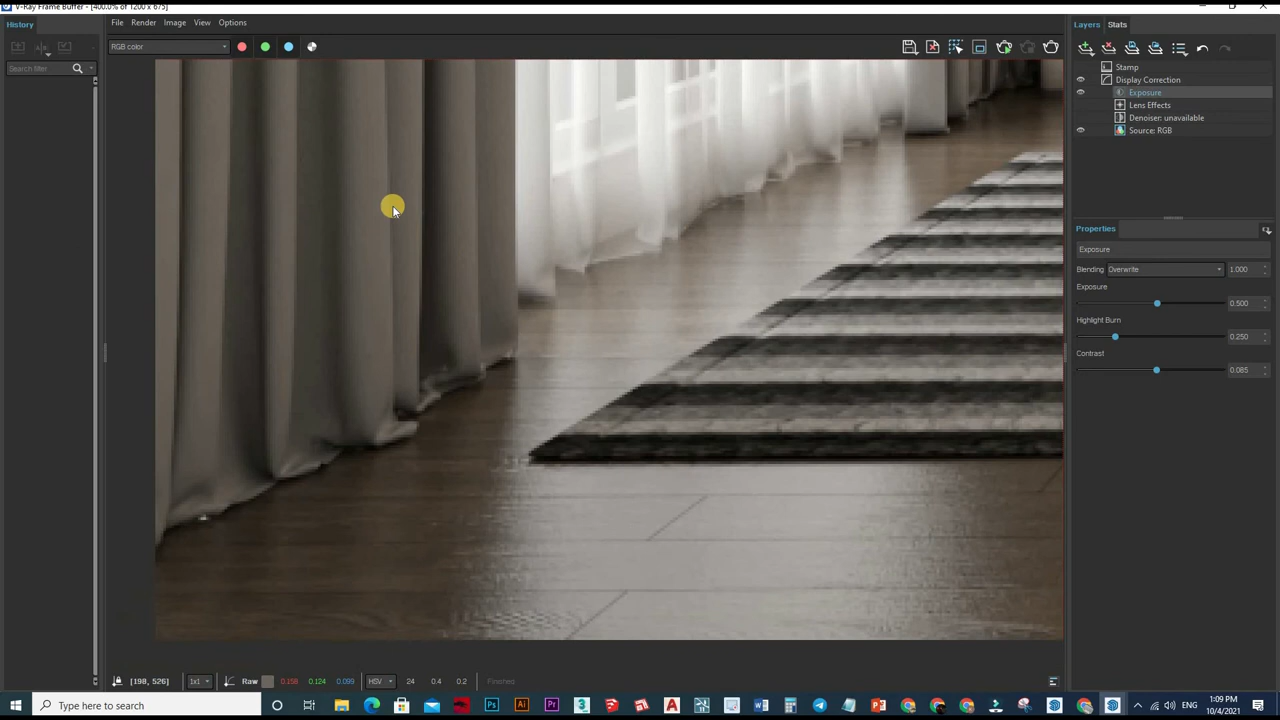 V-Ray Frame Buffer - [400.0% of 1200 x 675]
History
File Render Image View Options
Layers Stats
RGB color
Search filter
Stamp
Display Correction
Exposure
Lens Effects
Denoiser: unavailable
Source: RGB
Properties
Exposure
Blending Overwrite 1.000
Exposure
0.500
Highlight Burn
0.250
Contrast
0.085
[198, 526] 1x1 Raw 0.158 0.124 0.099 HSV 24 0.4 0.2 Finished
Type here to search
ENG
1:09 PM
10/4/2021